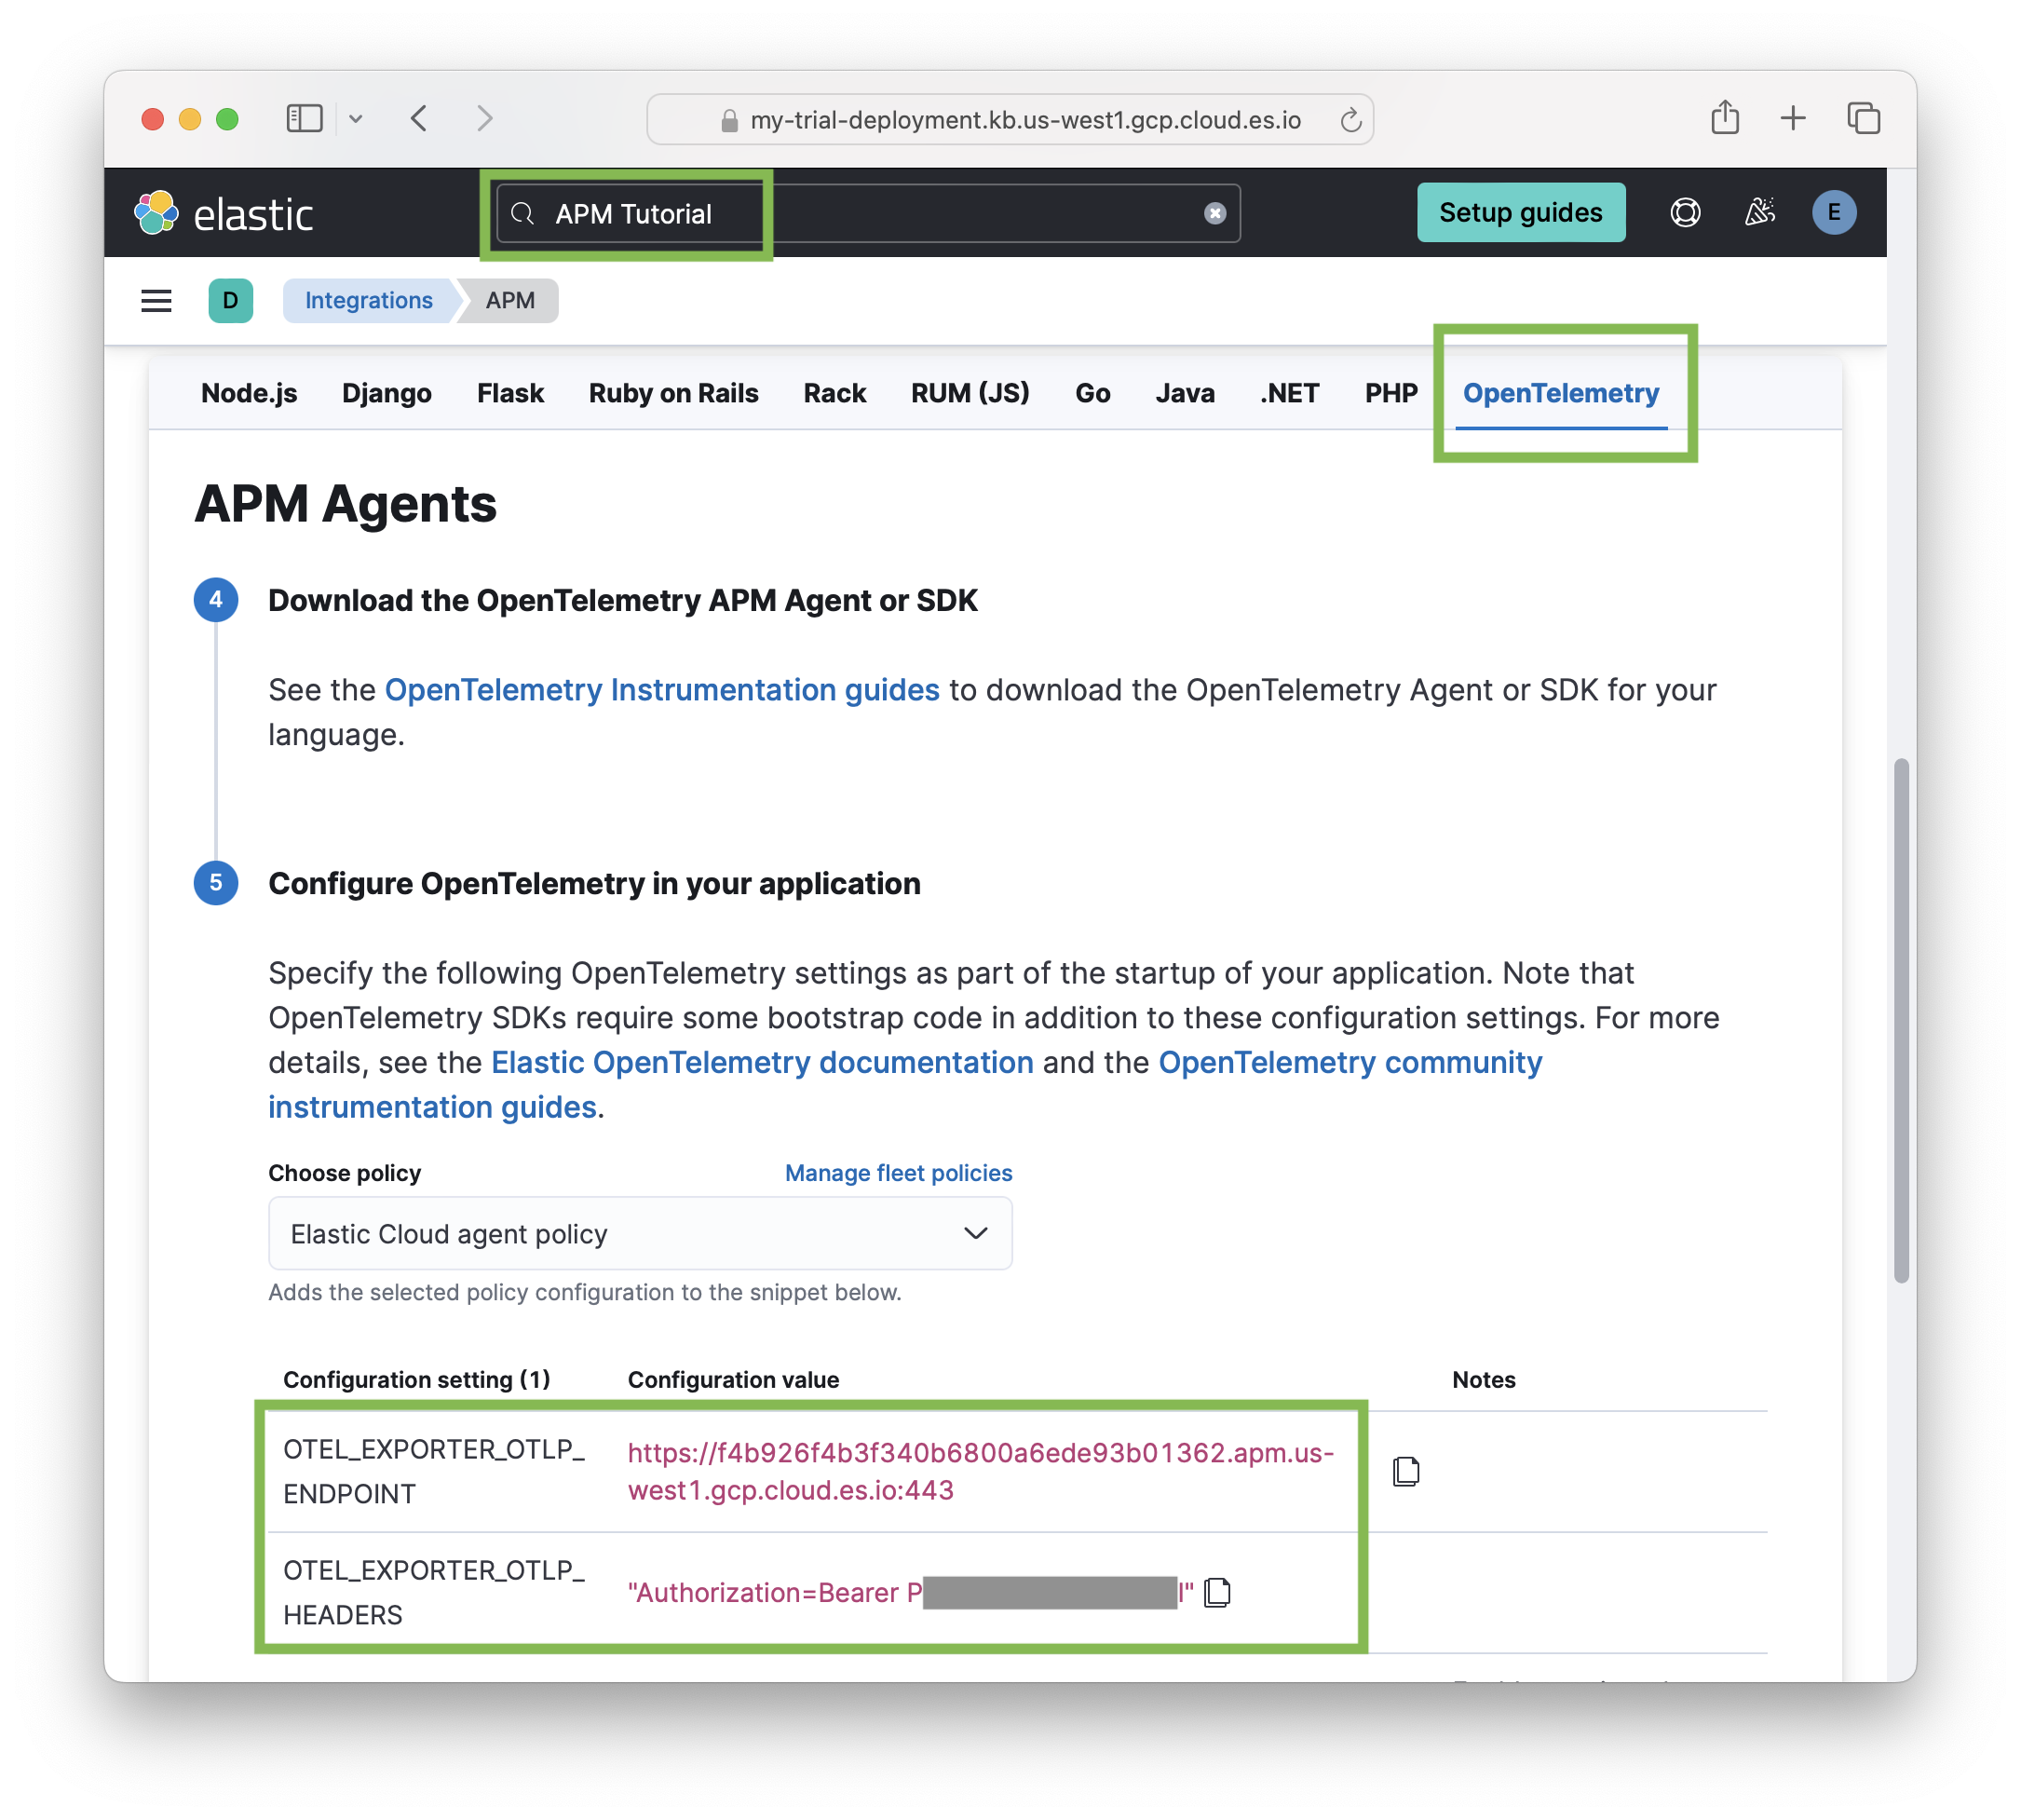 my-trial-deployment.kb.us-west1.gcp.cloud.es.io
elastic
APM Tutorial
Setup guides
E
D
Integrations
APM
Node.js Django Flask Ruby on Rails Rack RUM (JS) Go Java .NET PHP OpenTelemetry
APM Agents
4
Download the OpenTelemetry APM Agent or SDK
See the OpenTelemetry Instrumentation guides to download the OpenTelemetry Agent or SDK for your
language.
5
Configure OpenTelemetry in your application
Specify the following OpenTelemetry settings as part of the startup of your application. Note that
OpenTelemetry SDKs require some bootstrap code in addition to these configuration settings. For more
details, see the Elastic OpenTelemetry documentation and the OpenTelemetry community
instrumentation guides.
Choose policy
Manage fleet policies
Elastic Cloud agent policy
Adds the selected policy configuration to the snippet below.
Configuration setting (1) Configuration value Notes
OTEL_EXPORTER_OTLP_
ENDPOINT
https://f4b926f4b3f340b6800a6ede93b01362.apm.us-
west1.gcp.cloud.es.io:443
OTEL_EXPORTER_OTLP_
HEADERS
"Authorization=Bearer P l"